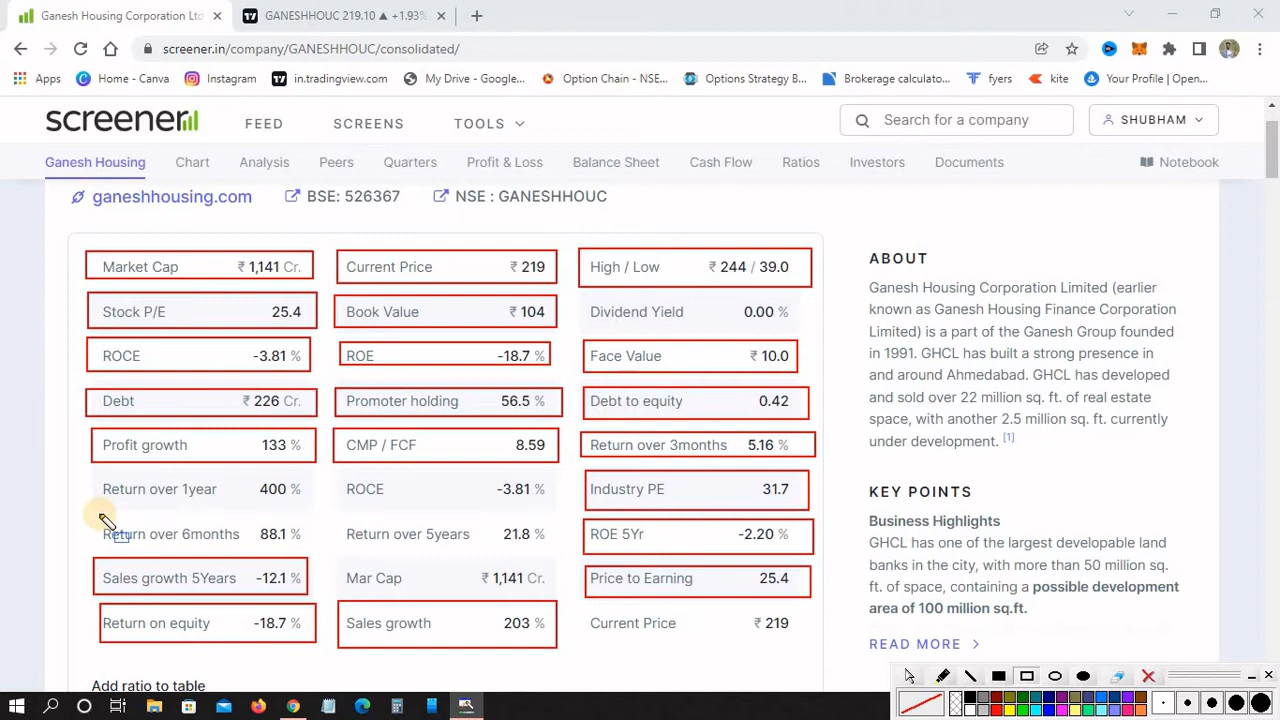 Ganesh Housing Corporation Ltd
GANESHHOUC 219.10 ▲ +1.93%
screener.in/company/GANESHHOUC/consolidated/
Apps
Home - Canva
Instagram
in.tradingview.com
My Drive - Google...
Option Chain - NSE...
Options Strategy B...
Brokerage calculato...
fyers
kite
Your Profile | Open...
screener
FEED
SCREENS
TOOLS
Search for a company
SHUBHAM
Ganesh Housing
Chart
Analysis
Peers
Quarters
Profit & Loss
Balance Sheet
Cash Flow
Ratios
Investors
Documents
Notebook
ganeshhousing.com
BSE: 526367
NSE : GANESHHOUC
Market Cap ₹ 1,141 Cr.
Current Price ₹ 219
High / Low ₹ 244 / 39.0
Stock P/E 25.4
Book Value ₹ 104
Dividend Yield 0.00 %
ROCE -3.81 %
ROE -18.7 %
Face Value ₹ 10.0
Debt ₹ 226 Cr.
Promoter holding 56.5 %
Debt to equity 0.42
Profit growth 133 %
CMP / FCF 8.59
Return over 3months 5.16 %
Return over 1year 400 %
ROCE -3.81 %
Industry PE 31.7
Return over 6months 88.1 %
Return over 5years 21.8 %
ROE 5Yr -2.20 %
Sales growth 5Years -12.1 %
Mar Cap ₹ 1,141 Cr.
Price to Earning 25.4
Return on equity -18.7 %
Sales growth 203 %
Current Price ₹ 219
Add ratio to table
ABOUT
Ganesh Housing Corporation Limited (earlier
known as Ganesh Housing Finance Corporation
Limited) is a part of the Ganesh Group founded
in 1991. GHCL has built a strong presence in
and around Ahmedabad. GHCL has developed
and sold over 22 million sq. ft. of real estate
space, with another 2.5 million sq. ft. currently
under development. [1]
KEY POINTS
Business Highlights
GHCL has one of the largest developable land
banks in the city, with more than 50 million sq.
ft. of space, containing a possible development
area of 100 million sq.ft.
READ MORE